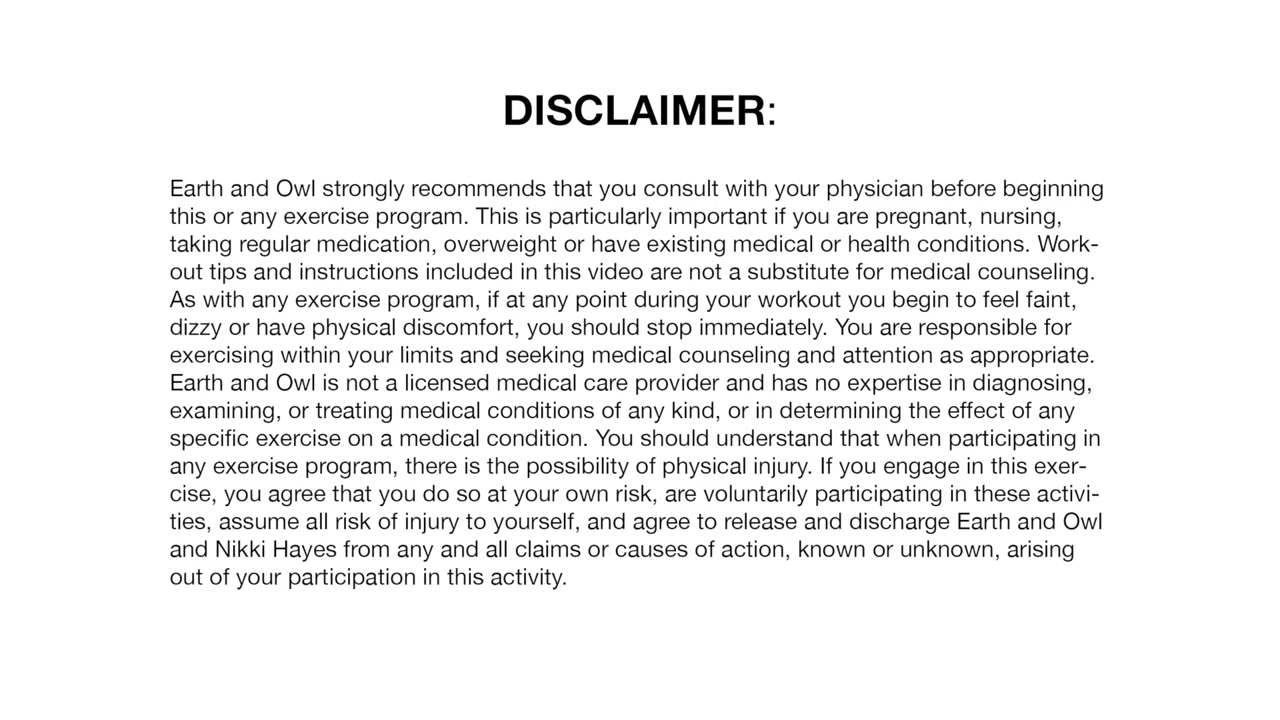 DISCLAIMER:
Earth and Owl strongly recommends that you consult with your physician before beginning
this or any exercise program. This is particularly important if you are pregnant, nursing,
taking regular medication, overweight or have existing medical or health conditions. Work-
out tips and instructions included in this video are not a substitute for medical counseling.
As with any exercise program, if at any point during your workout you begin to feel faint,
dizzy or have physical discomfort, you should stop immediately. You are responsible for
exercising within your limits and seeking medical counseling and attention as appropriate.
Earth and Owl is not a licensed medical care provider and has no expertise in diagnosing,
examining, or treating medical conditions of any kind, or in determining the effect of any
specific exercise on a medical condition. You should understand that when participating in
any exercise program, there is the possibility of physical injury. If you engage in this exer-
cise, you agree that you do so at your own risk, are voluntarily participating in these activi-
ties, assume all risk of injury to yourself, and agree to release and discharge Earth and Owl
and Nikki Hayes from any and all claims or causes of action, known or unknown, arising
out of your participation in this activity.